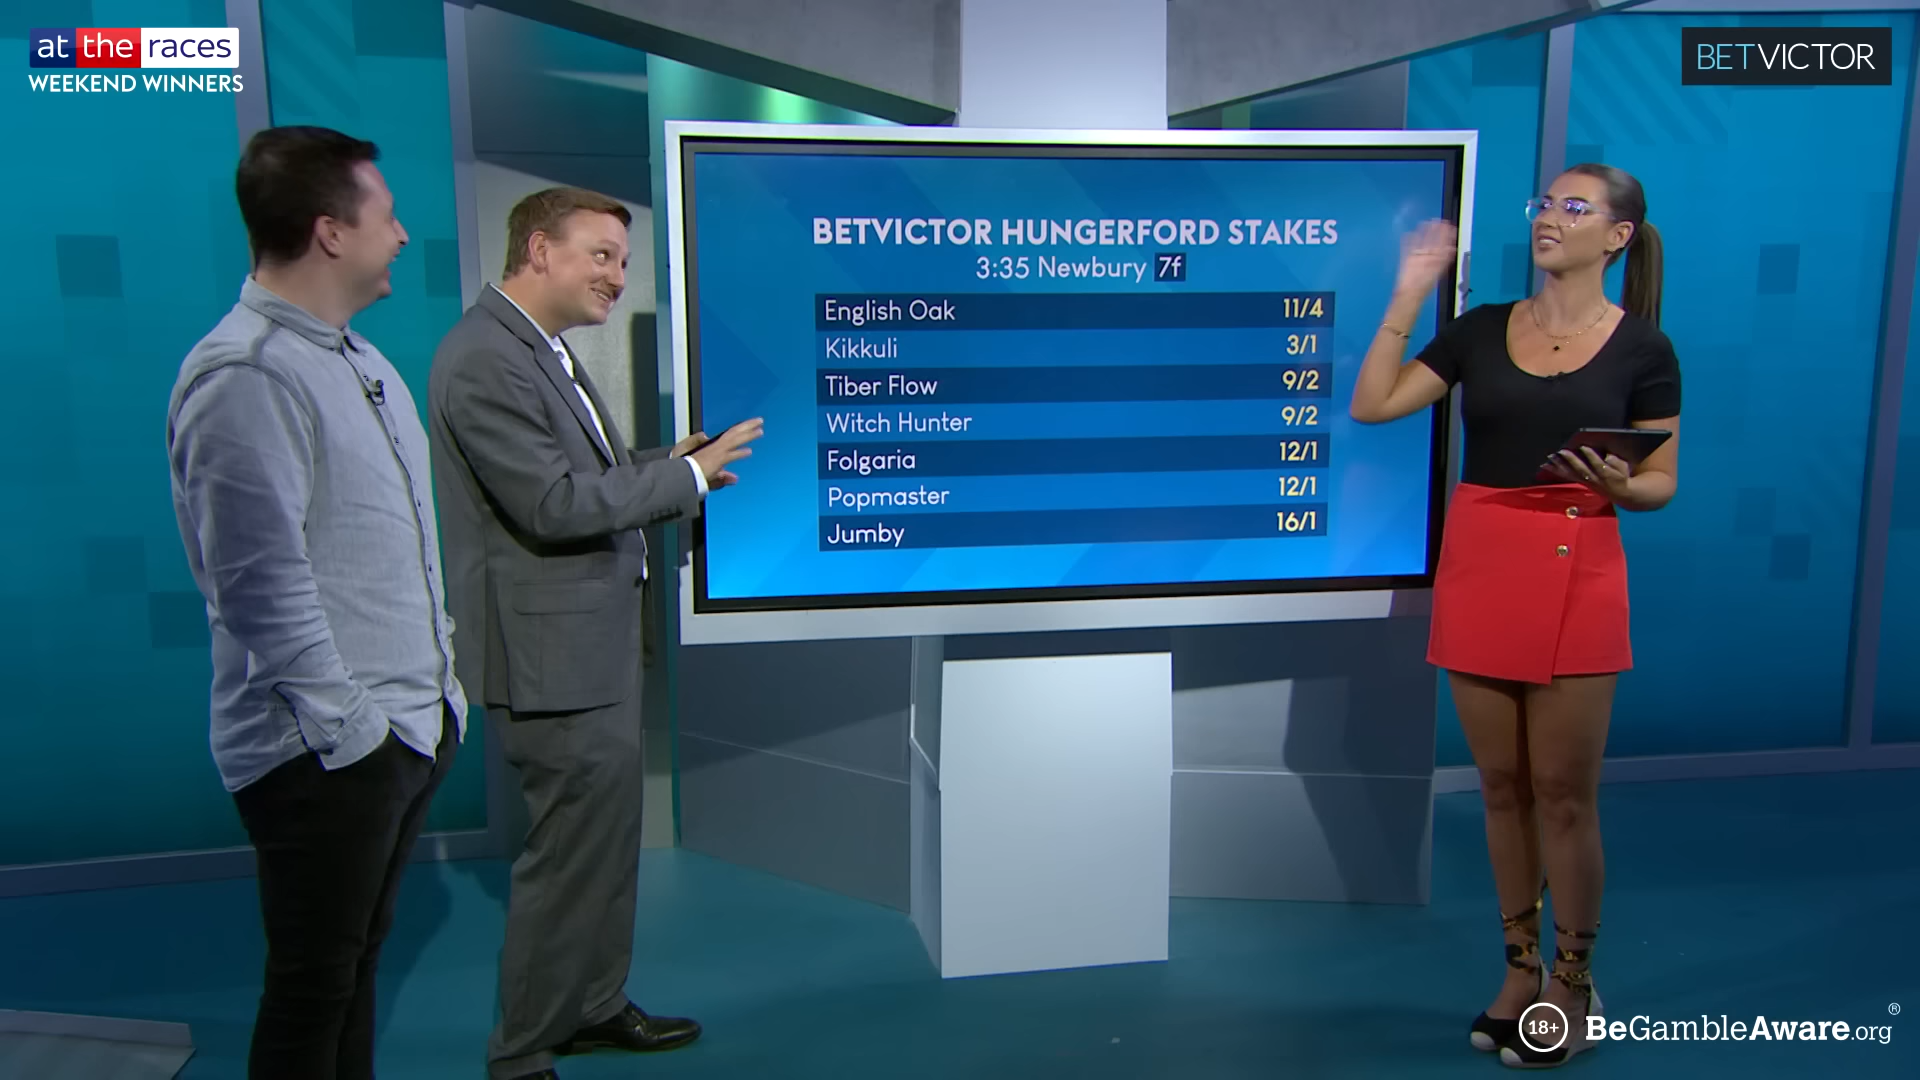 at the races
WEEKEND WINNERS
BETVICTOR
BETVICTOR HUNGERFORD STAKES
3:35 Newbury 7f
English Oak 11/4
Kikkuli 3/1
Tiber Flow 9/2
Witch Hunter 9/2
Folgaria 12/1
Popmaster 12/1
Jumby 16/1
18+ BeGambleAware.org®